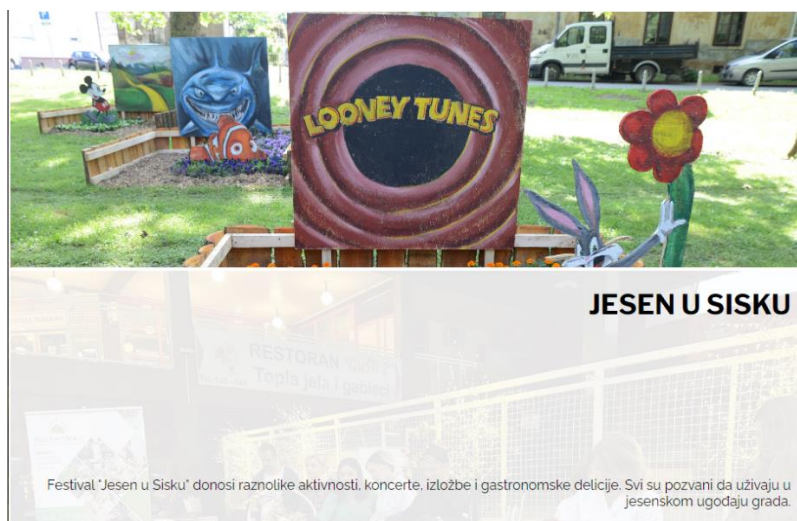 LOONEY TUNES
JESEN U SISKU
RESTORAN
Topla jela i gableci
Festival "Jesen u Sisku" donosi raznolike aktivnosti, koncerte, izložbe i gastronomske delicije. Svi su pozvani da uživaju u
jesenskom ugođaju grada.